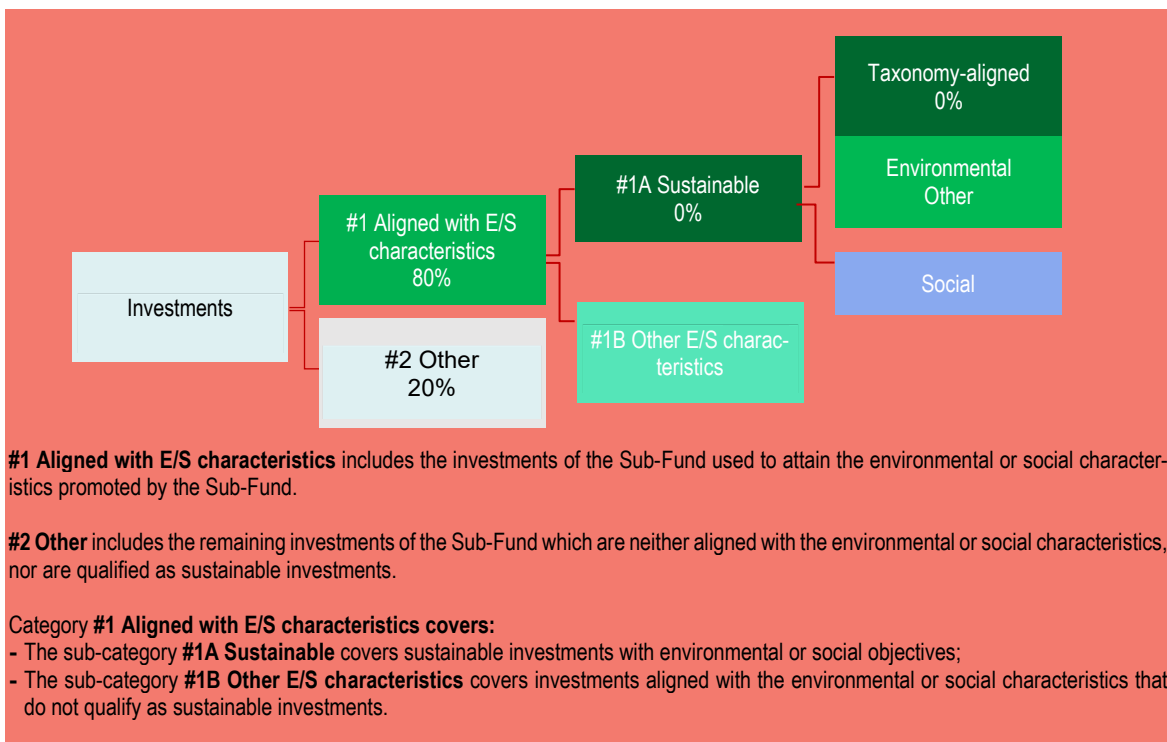 Taxonomy-aligned
0%
Environmental
Other
#1A Sustainable
0%
#1 Aligned with E/S
characteristics
80%
Social
Investments
#1B Other E/S charac-
teristics
#2 Other
20%
#1 Aligned with E/S characteristics includes the investments of the Sub-Fund used to attain the environmental or social character-
istics promoted by the Sub-Fund.
#2 Other includes the remaining investments of the Sub-Fund which are neither aligned with the environmental or social characteristics,
nor are qualified as sustainable investments.
Category #1 Aligned with E/S characteristics covers:
- The sub-category #1A Sustainable covers sustainable investments with environmental or social objectives;
- The sub-category #1B Other E/S characteristics covers investments aligned with the environmental or social characteristics that
do not qualify as sustainable investments.